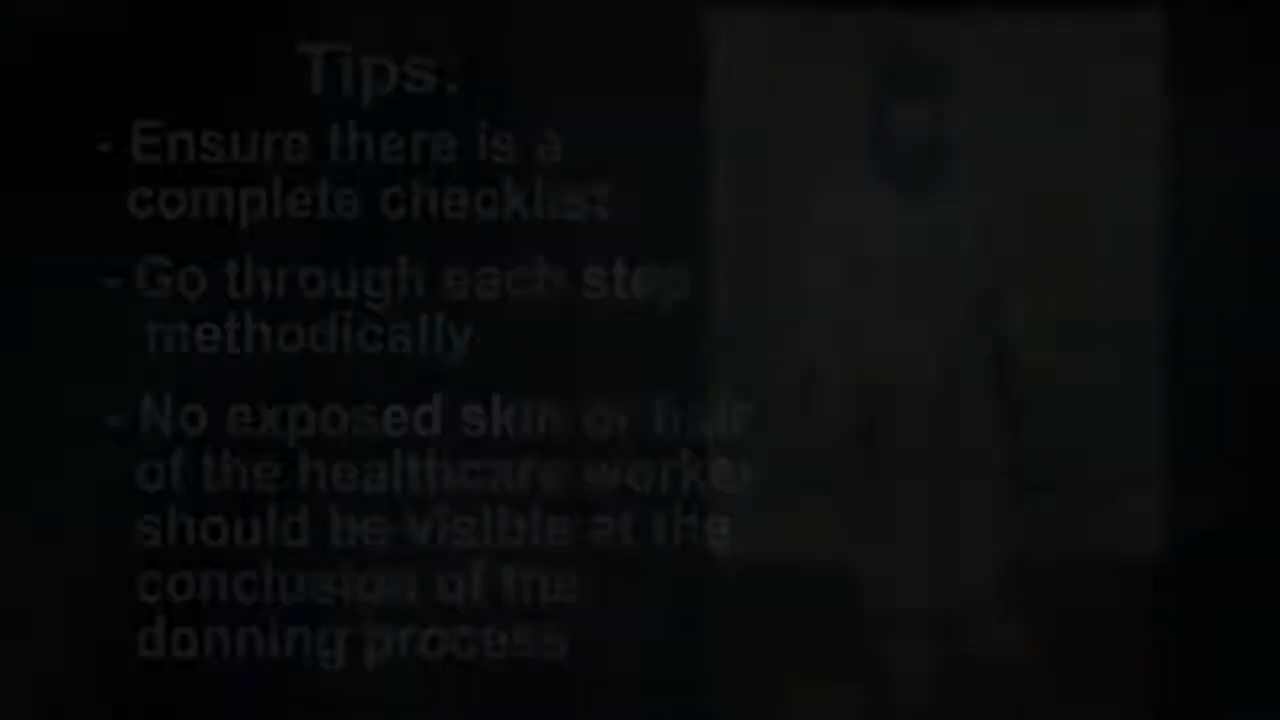 Tips:
- Ensure there is a
complete checklist
- Go through each step
methodically
- No exposed skin or hair
of the healthcare worker
should be visible at the
conclusion of the
donning process